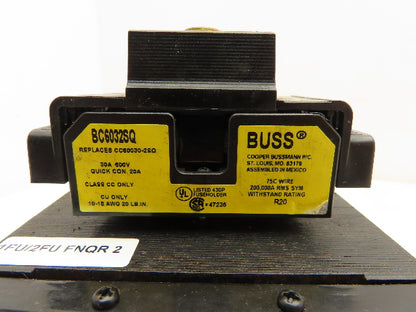 BC6032SQ
REPLACES CC60030-2SQ
30A 600V
QUICK CON. 20A
CLASS CC ONLY
CU ONLY
10-18 AWG 20 LB.IN.
BUSS®
COOPER BUSSMANN INC.
ST. LOUIS, MO. 63178
ASSEMBLED IN MEXICO
75C WIRE
200,000A RMS SYM
WITHSTAND RATING
R20
UL LISTED 430P
FUSEHOLDER
47235
1FU/2FU FNQR 2